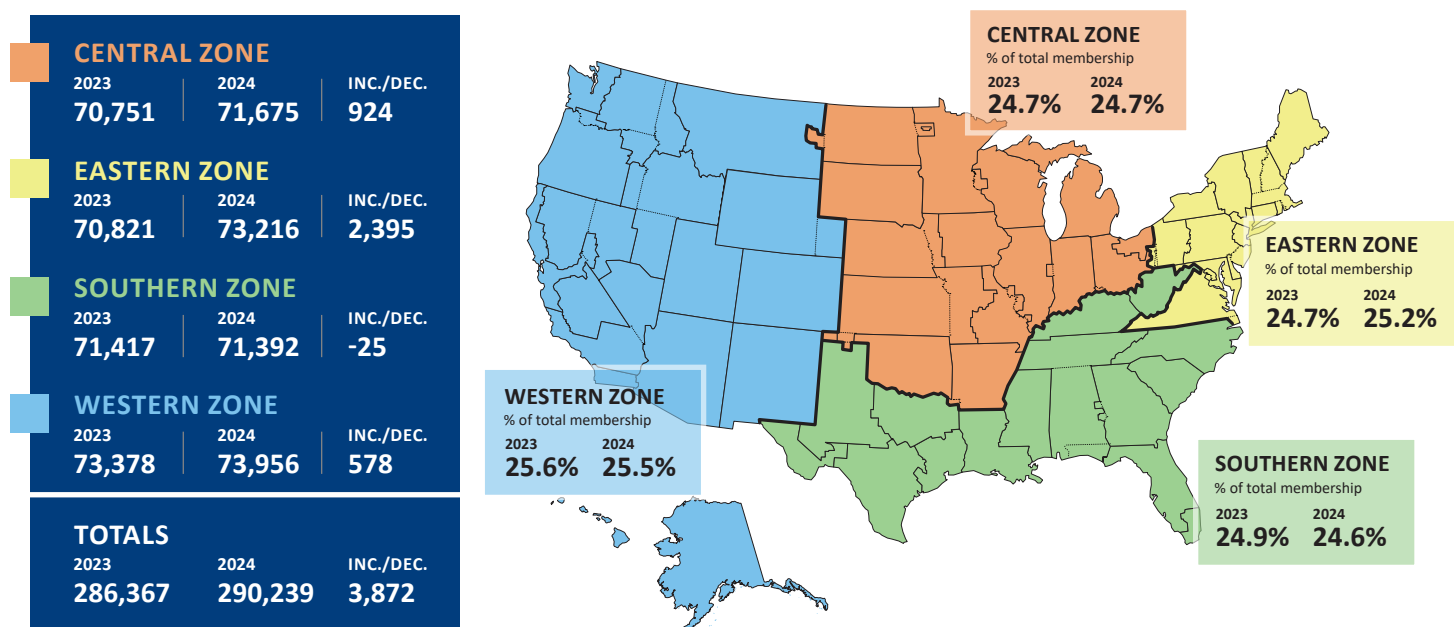 CENTRAL ZONE
2023 2024 INC./DEC.
70,751 71,675 924
EASTERN ZONE
2023 2024 INC./DEC.
70,821 73,216 2,395
SOUTHERN ZONE
2023 2024 INC./DEC.
71,417 71,392 -25
WESTERN ZONE
2023 2024 INC./DEC.
73,378 73,956 578
TOTALS
2023 2024 INC./DEC.
286,367 290,239 3,872
CENTRAL ZONE
% of total membership
2023 2024
24.7% 24.7%
EASTERN ZONE
% of total membership
2023 2024
24.7% 25.2%
WESTERN ZONE
% of total membership
2023 2024
25.6% 25.5%
SOUTHERN ZONE
% of total membership
2023 2024
24.9% 24.6%